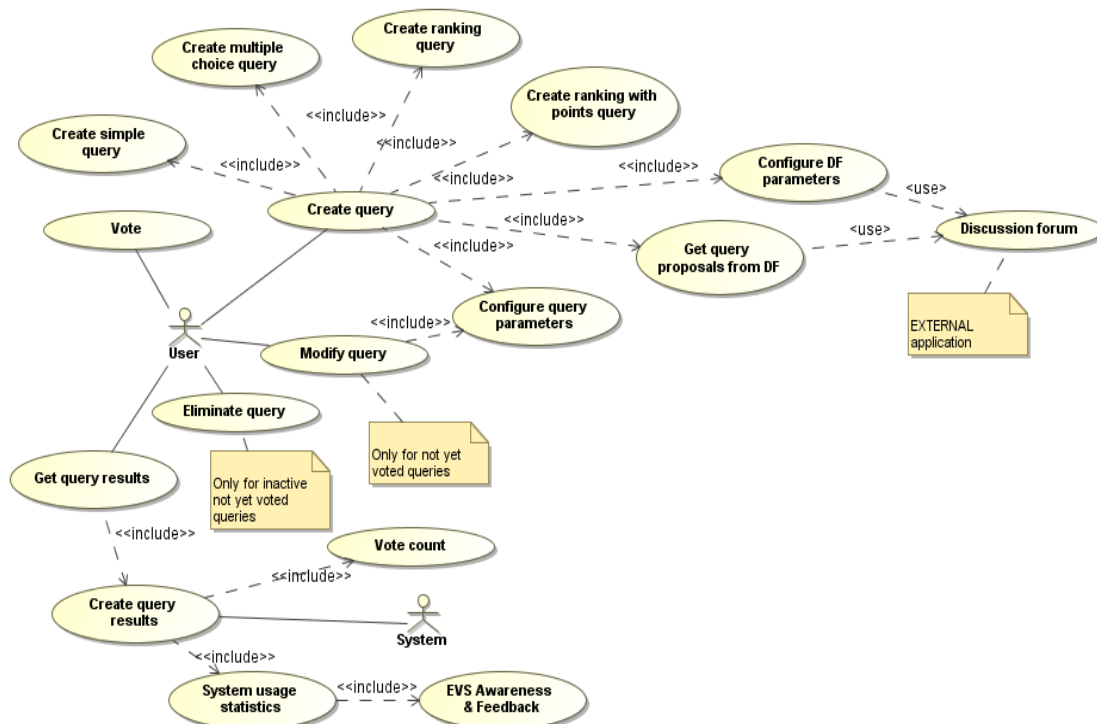 Create ranking
query
Create multiple
choice query
Create ranking with
points query
<<include>>
<<include>>
Create simple
query
<<include>>
<<include>>
<<include>>
Configure DF
parameters
<use>
Create query
<<include>>
Vote
Discussion forum
<use>
<<include>>
Get query
proposals from DF
Configure query
parameters
<<include>>
EXTERNAL
application
User
Modify query
Eliminate query
Only for not yet
voted queries
Get query results
Only for inactive
not yet voted
queries
<<include>>
Vote count
<<include>>
Create query
results
System
<<include>>
System usage
statistics
<<include>>
EVS Awareness
& Feedback